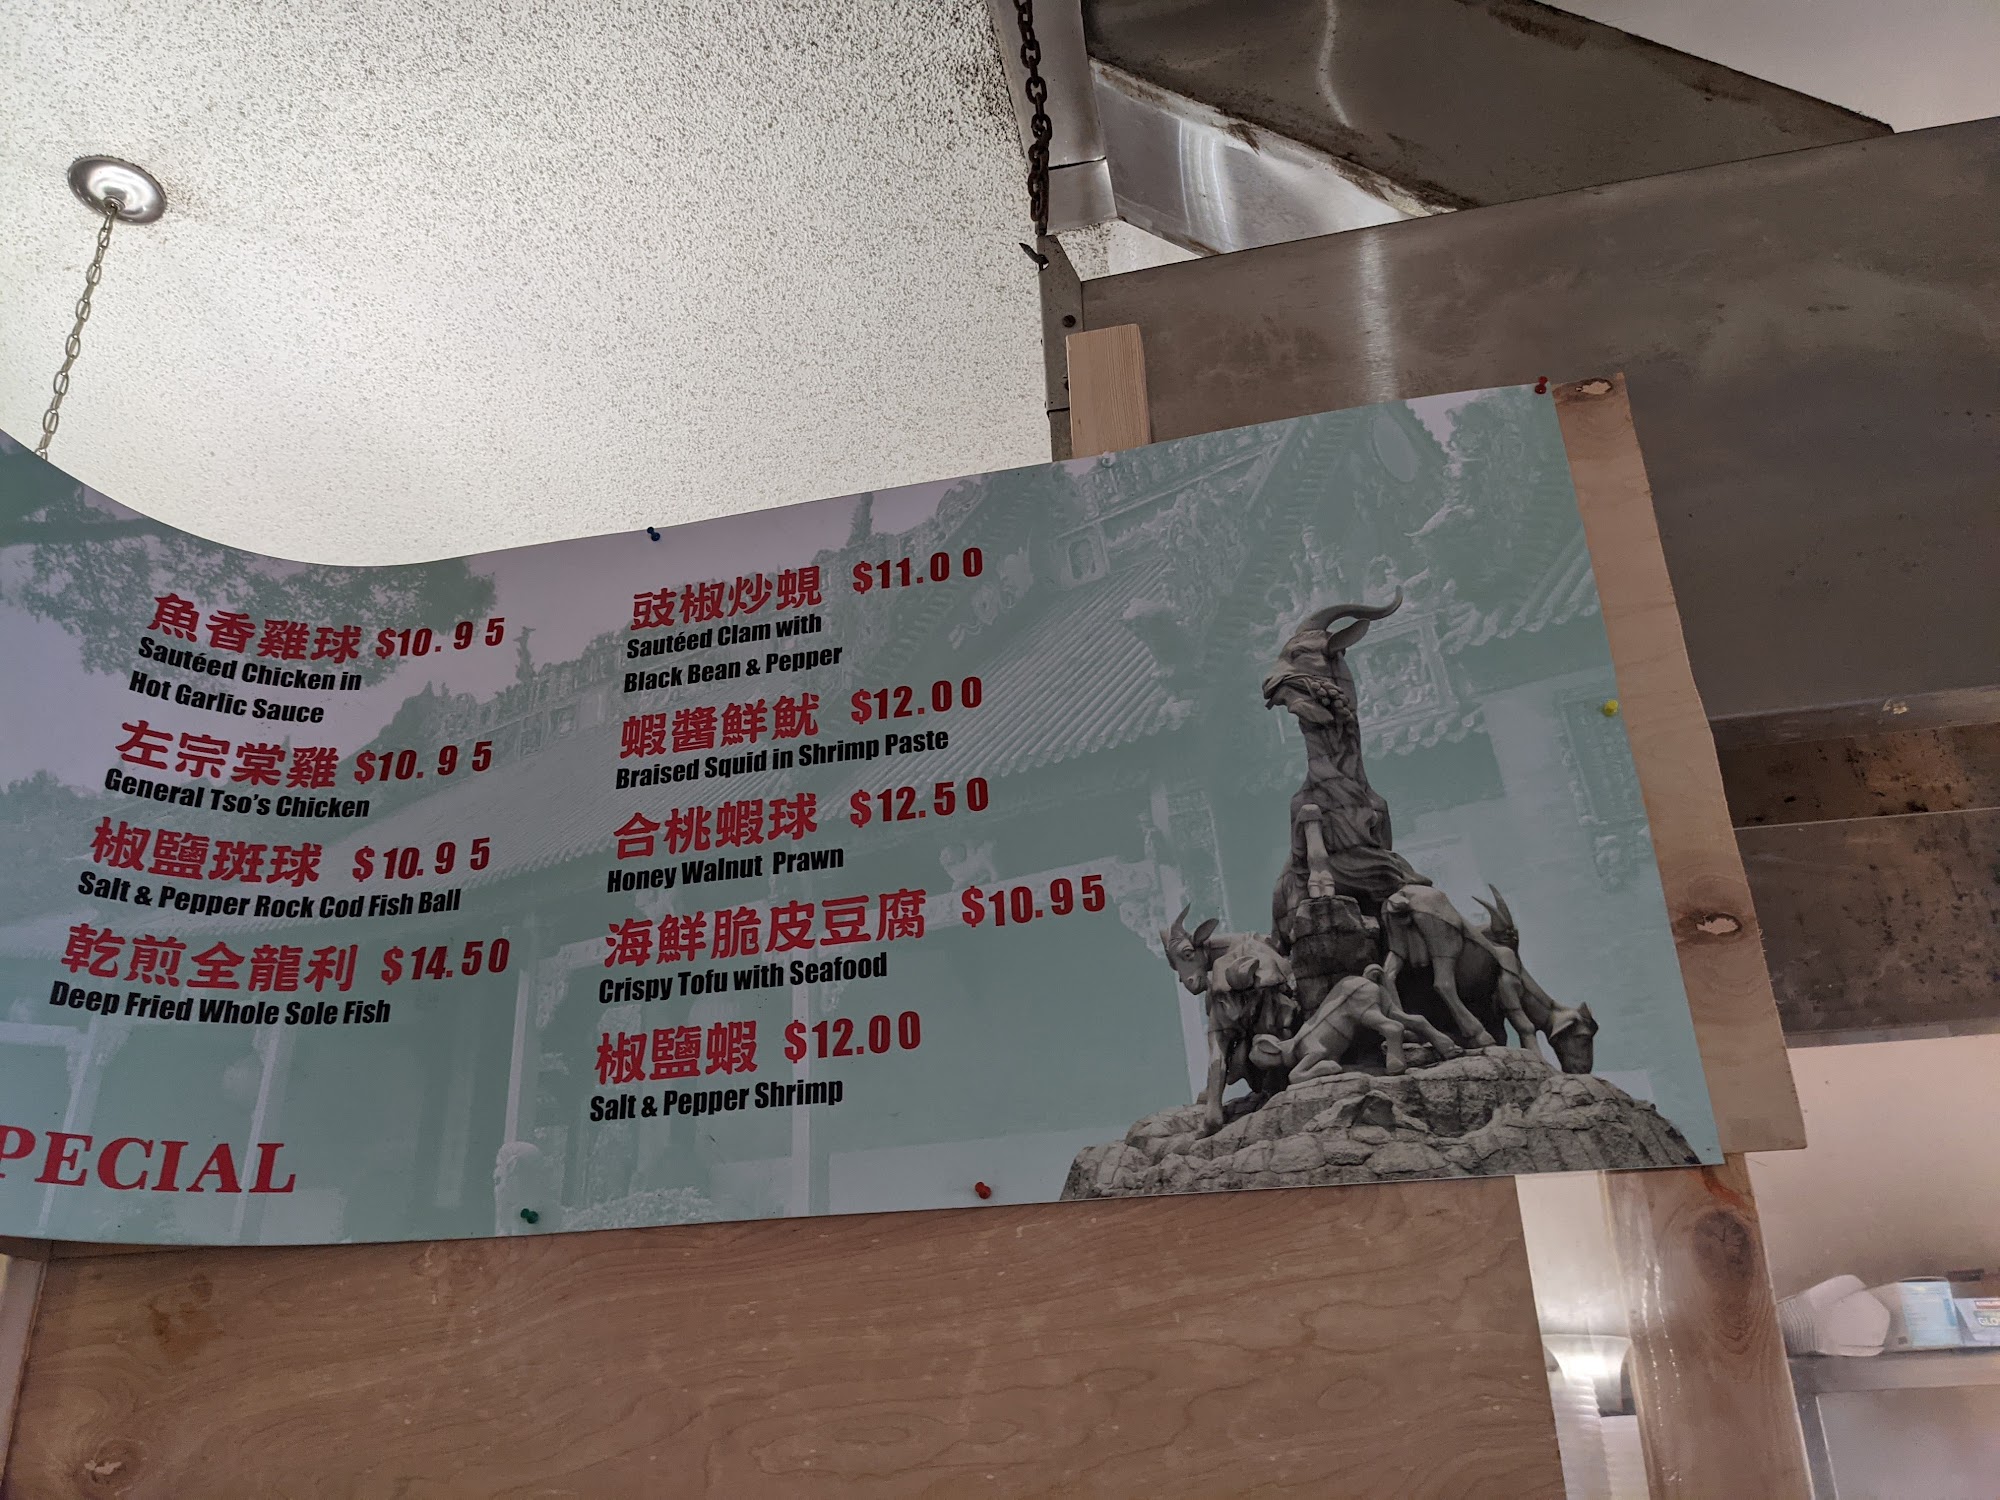 魚香雞球 $10.95
Sautéed Chicken in
Hot Garlic Sauce
左宗棠雞 $10.95
General Tso's Chicken
椒鹽斑球 $10.95
Salt & Pepper Rock Cod Fish Ball
乾煎全龍利 $14.50
Deep Fried Whole Sole Fish
PECIAL
豉椒炒蜆 $11.00
Sautéed Clam with
Black Bean & Pepper
蝦醬鮮魷 $12.00
Braised Squid in Shrimp Paste
合桃蝦球 $12.50
Honey Walnut Prawn
海鮮脆皮豆腐 $10.95
Crispy Tofu with Seafood
椒鹽蝦 $12.00
Salt & Pepper Shrimp